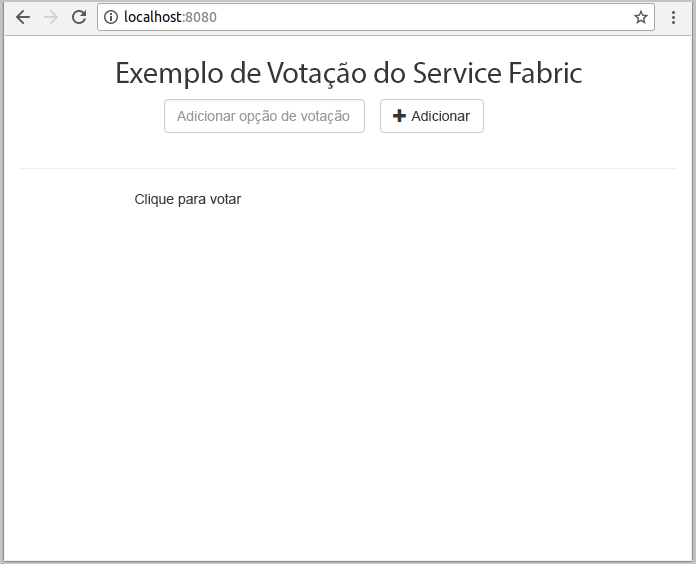 localhost:8080
Exemplo de Votação do Service Fabric
Adicionar opção de votação
Adicionar
Clique para votar